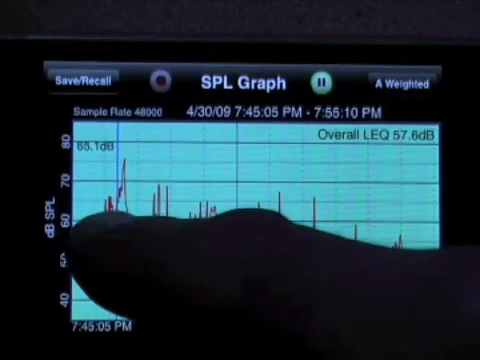 Save/Recall
SPL Graph
A Weighted
Sample Rate 48000
4/30/09 7:45:05 PM - 7:55:10 PM
Overall LEQ 57.6dB
65.1dB
80
70
60
40
dB SPL
7:45:05 PM